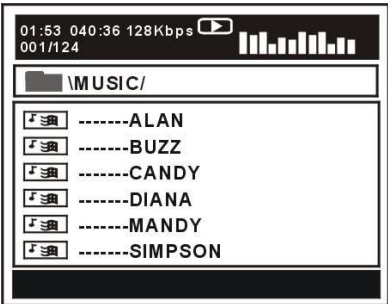 01:53 040:36 128Kbps
001/124
\MUSIC/
-------ALAN
-------BUZZ
-------CANDY
-------DIANA
-------MANDY
-------SIMPSON